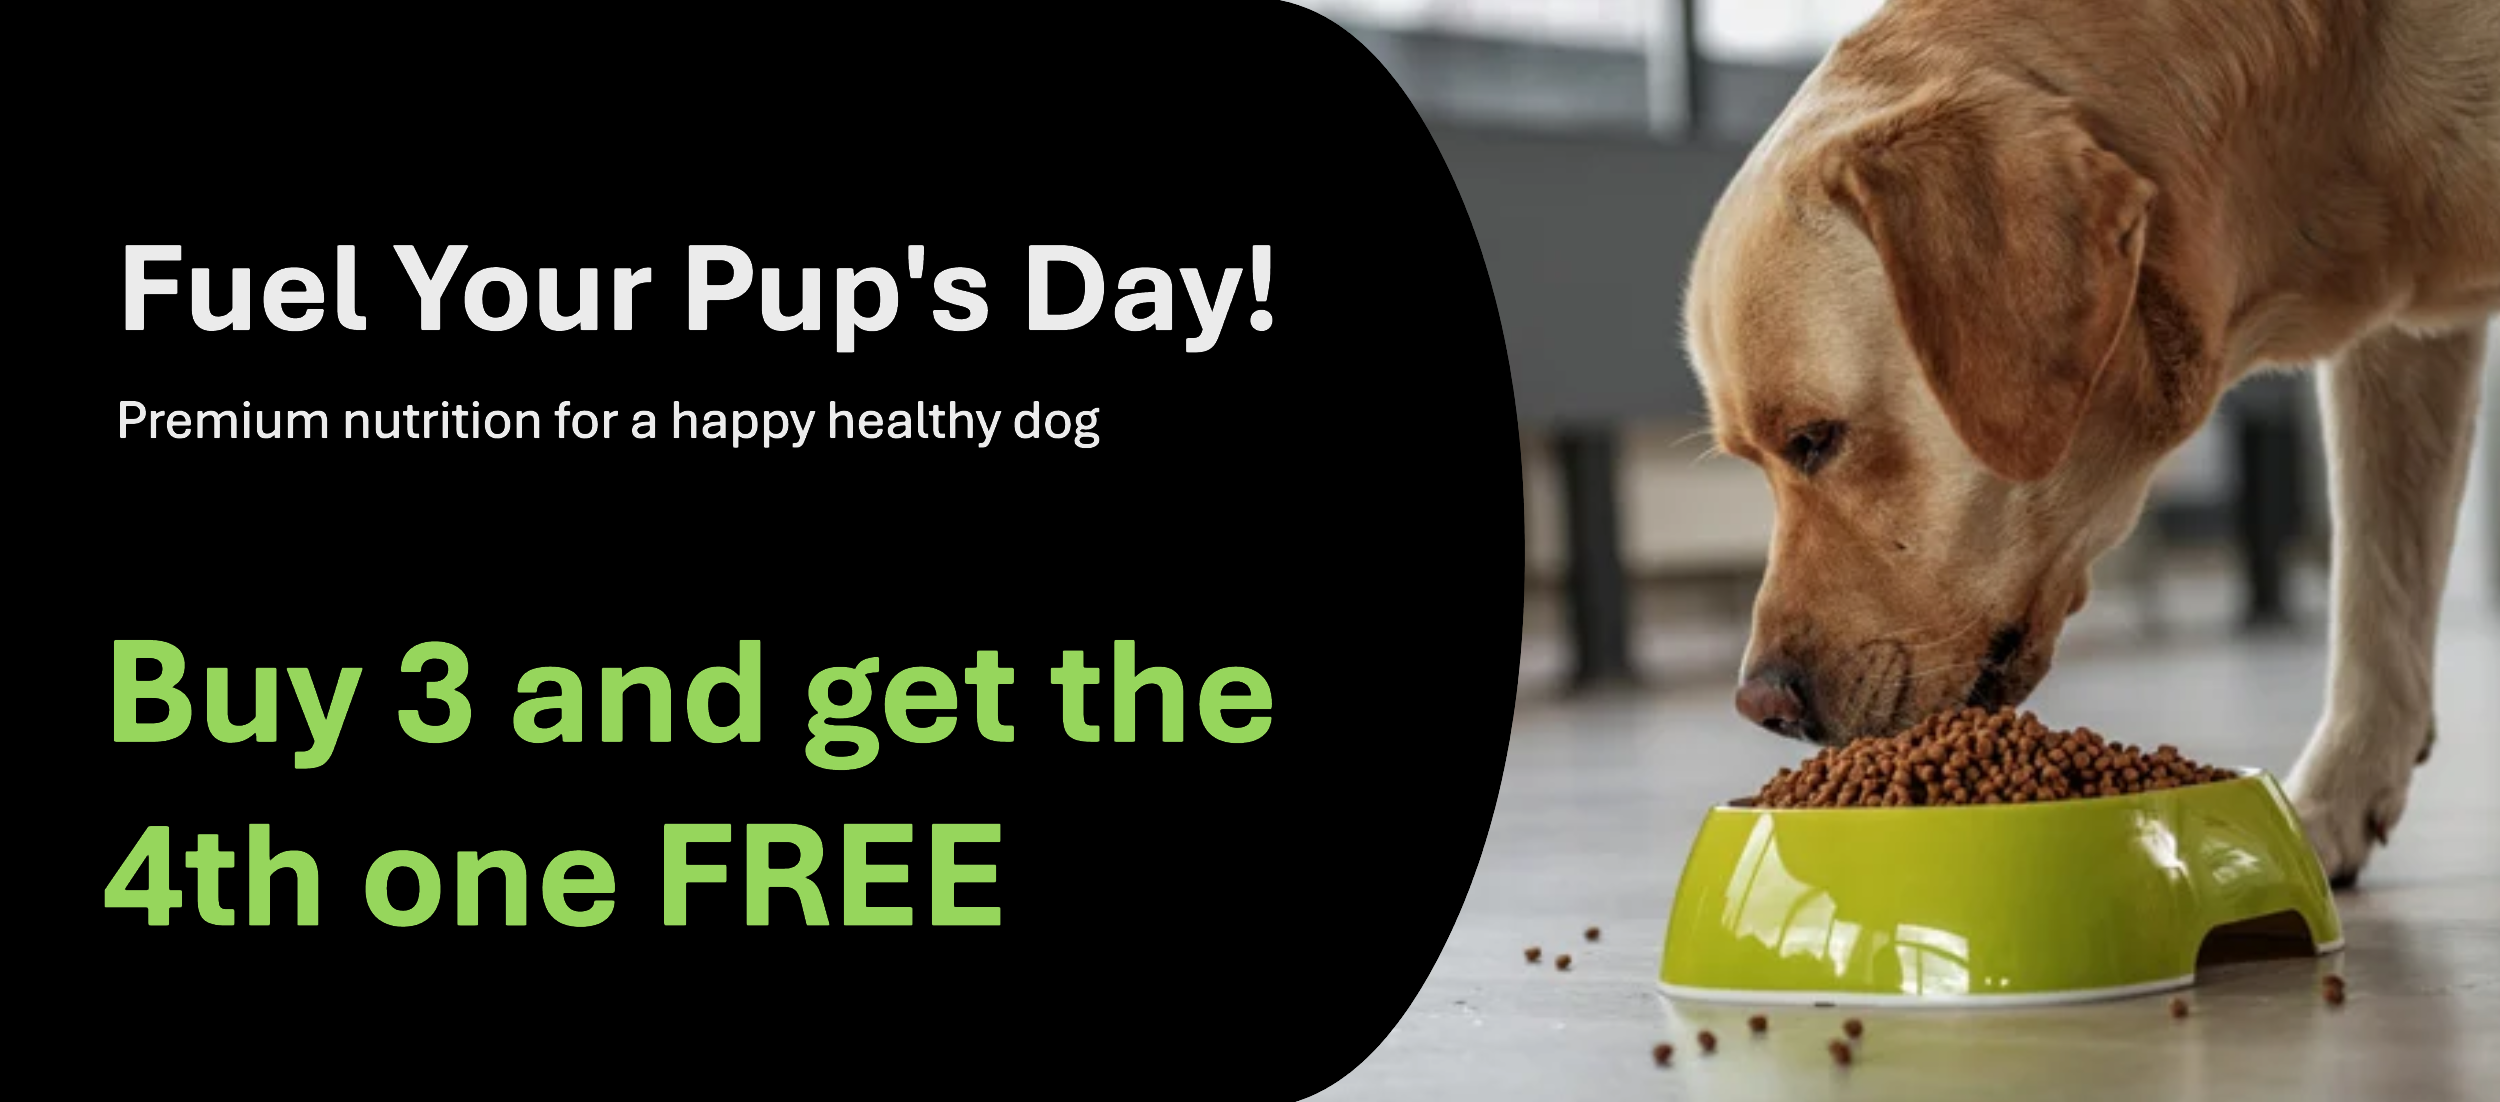 Fuel Your Pup's Day!
Premium nutrition for a happy healthy dog
Buy 3 and get the
4th one FREE